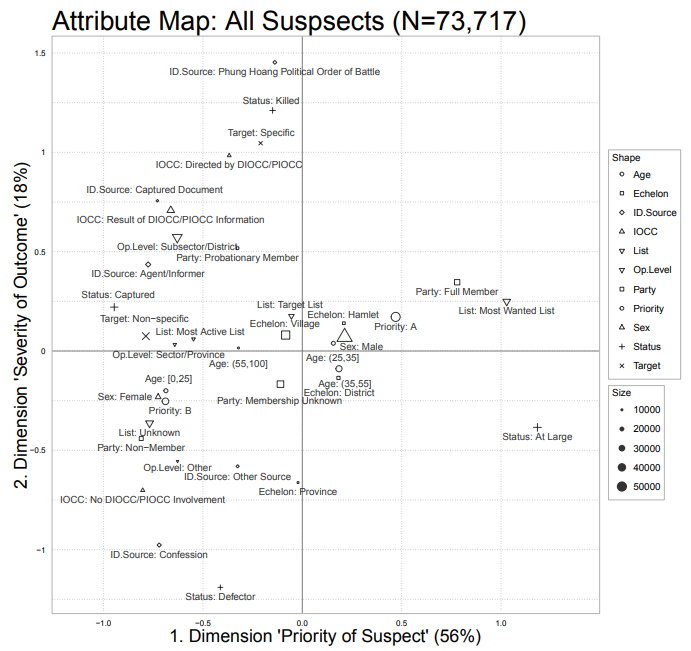 Attribute Map: All Suspsects (N=73,717)
1.5
ID.Source: Phung Hoang Political Order of Battle
Status: Killed
Target: Specific
1
IOCC: Directed by DIOCC/PIOCC
ID.Source: Captured Document
IOCC: Result of DIOCC/PIOCC Information
Op.Level: Subsector/District
0.5
Party: Probationary Member
ID.Source: Agent/Informer
Party: Full Member
Status: Captured
List: Target List
List: Most Wanted List
Target: Non-specific
Echelon: Hamlet
Echelon: Village
Priority: A
List: Most Active List
Sex: Male
0
Op.Level: Sector/Province
Age: (25,35]
Age: (55,100]
Age: [0,25]
Age: (35,55]
Echelon: District
Sex: Female
Party: Membership Unknown
Priority: B
List: Unknown
Status: At Large
Party: Non-Member
-0.5
Op.Level: Other
ID.Source: Other Source
Echelon: Province
IOCC: No DIOCC/PIOCC Involvement
-1
ID.Source: Confession
Status: Defector
-1.0
-0.5
0.0
0.5
1.0
1. Dimension 'Priority of Suspect' (56%)
2. Dimension 'Severity of Outcome' (18%)
Shape
Age
Echelon
ID.Source
IOCC
List
Op.Level
Party
Priority
Sex
Status
Target
Size
10000
20000
30000
40000
50000